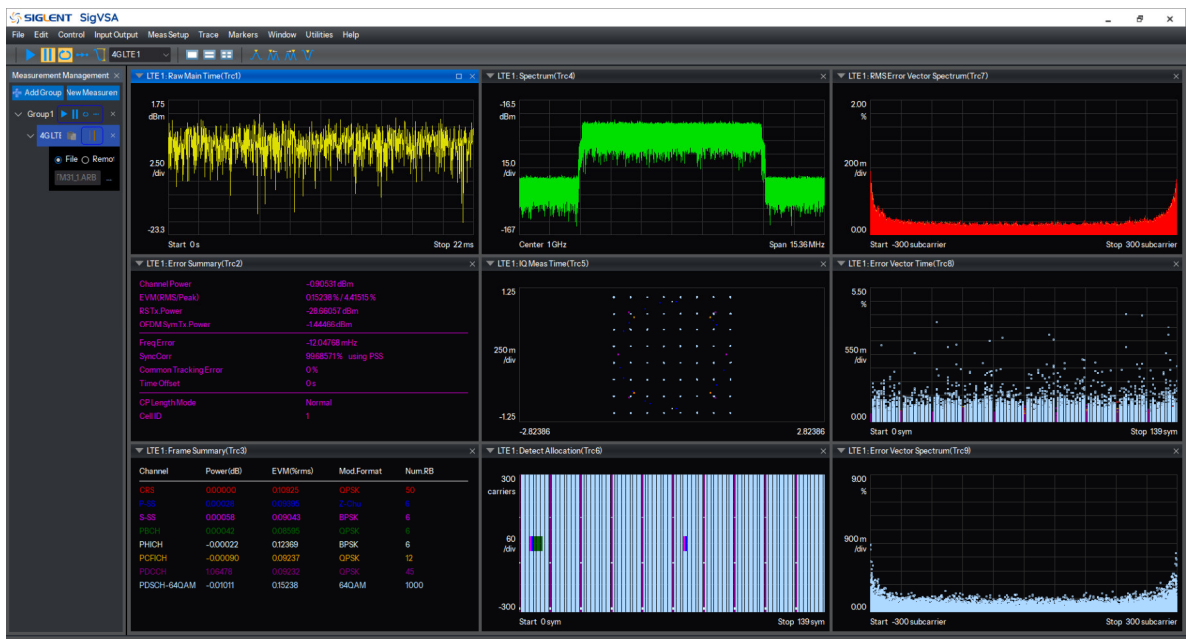 SIGLENT SigVSA
File Edit Control Input Output Meas Setup Trace Markers Window Utilities Help
4G LTE 1
Measurement Management
Add Group New Measuren
Group1
4G LTE
File Remo
TM31_1.ARB ...
LTE 1: Raw Main Time(Trc1)
1.75
dBm
2.50
/div
-23.3
Start 0 s Stop 22 ms
LTE 1: Spectrum(Trc4)
-16.5
dBm
15.0
/div
-167
Center 1 GHz Span 15.36 MHz
LTE 1: RMS Error Vector Spectrum(Trc7)
2.00
%
200 m
/div
0.00
Start -300 subcarrier Stop 300 subcarrier
LTE 1: Error Summary(Trc2)
Channel Power -0.90531 dBm
EVM(RMS/Peak) 0.15238 % / 4.41515 %
RS Tx. Power -28.66057 dBm
OFDM Sym.Tx. Power -1.44466 dBm
Freq Error -12.04768 mHz
Sync Corr 99.68571 % using PSS
Common Tracking Error 0 %
Time Offset 0 s
CP Length Mode Normal
Cell ID 1
LTE 1: IQ Meas Time(Trc5)
1.25
250 m
/div
-1.25
-2.82386 2.82386
LTE 1: Error Vector Time(Trc8)
5.50
%
550 m
/div
0.00
Start 0 sym Stop 139 sym
LTE 1: Frame Summary(Trc3)
Channel Power(dB) EVM(%rms) Mod.Format Num.RB
CRS 0.00000 0.10925 QPSK 50
P-SS
S-SS 0.00058 0.09043 BPSK 6
PBCH 0.00042 QPSK 6
PHICH -0.00022 0.12369 BPSK 6
PCFICH -0.00090 0.09237 QPSK 12
PDCCH 1.06478 0.09232 QPSK 45
PDSCH-64QAM -0.01011 0.15238 64QAM 1000
LTE 1: Detect Allocation(Trc6)
300
carriers
60
/div
-300
Start 0 sym Stop 139 sym
LTE 1: Error Vector Spectrum(Trc9)
9.00
%
900 m
/div
0.00
Start -300 subcarrier Stop 300 subcarrier